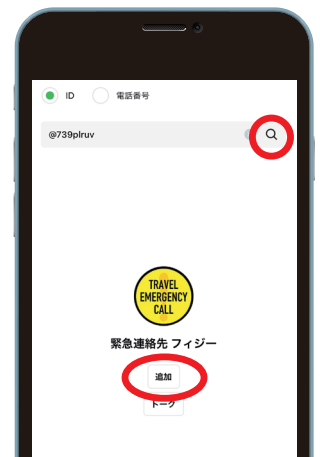 ID
電話番号
@739plruv
TRAVEL
EMERGENCY
CALL
緊急連絡先 フィジー
追加
トーク